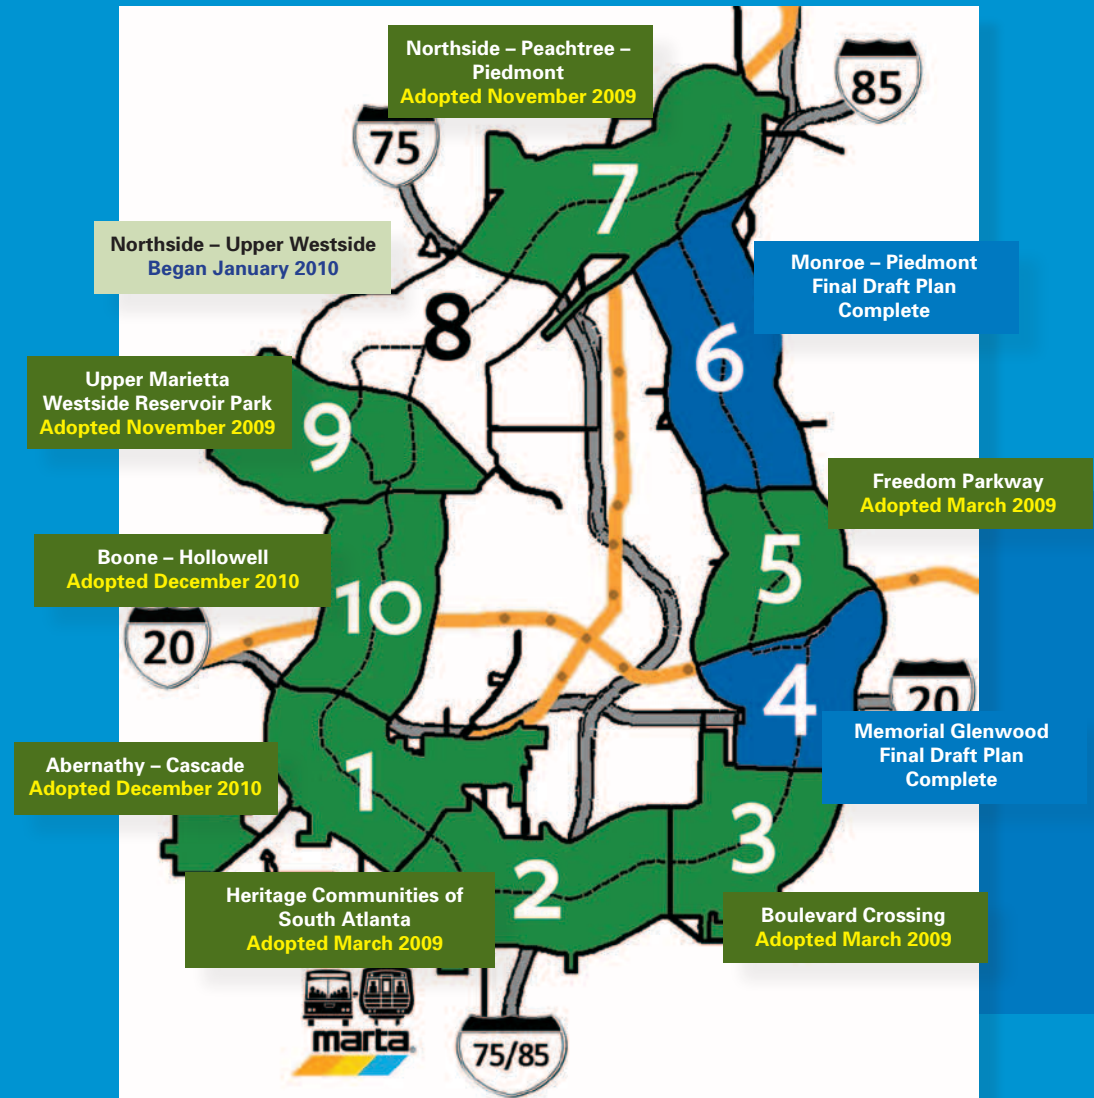 Northside – Peachtree –
Piedmont
Adopted November 2009
85
75
7
Northside – Upper Westside
Began January 2010
Monroe – Piedmont
Final Draft Plan
Complete
8
6
Upper Marietta
Westside Reservoir Park
Adopted November 2009
9
Freedom Parkway
Adopted March 2009
5
Boone – Hollowell
Adopted December 2010
10
20
20
4
Memorial Glenwood
Final Draft Plan
Complete
Abernathy – Cascade
Adopted December 2010
1
3
2
Heritage Communities of
South Atlanta
Adopted March 2009
Boulevard Crossing
Adopted March 2009
marta
75/85